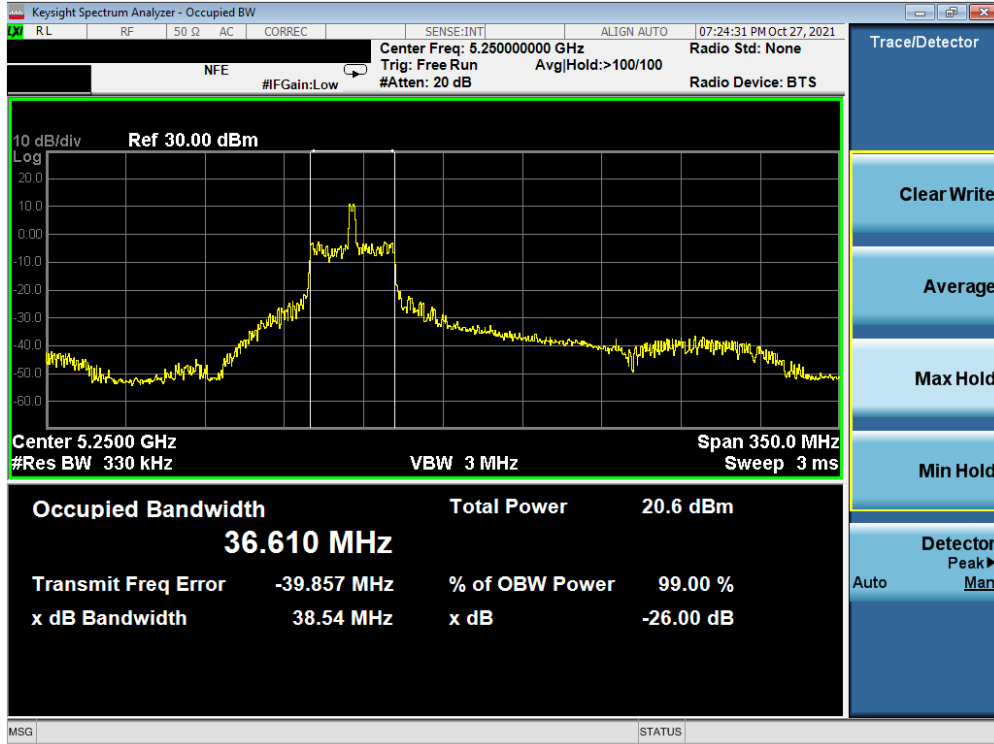 Keysight Spectrum Analyzer - Occupied BW
LXI RL RF 50 Ω AC CORREC SENSE:INT ALIGN AUTO 07:24:31 PM Oct 27, 2021
Center Freq: 5.250000000 GHz Radio Std: None
NFE Trig: Free Run Avg|Hold:>100/100
#IFGain:Low #Atten: 20 dB Radio Device: BTS
10 dB/div Ref 30.00 dBm
Log
20.0
10.0
0.00
-10.0
-20.0
-30.0
-40.0
-50.0
-60.0
Center 5.2500 GHz Span 350.0 MHz
#Res BW 330 kHz VBW 3 MHz Sweep 3 ms
Occupied Bandwidth Total Power 20.6 dBm
36.610 MHz
Transmit Freq Error -39.857 MHz % of OBW Power 99.00 %
x dB Bandwidth 38.54 MHz x dB -26.00 dB
MSG STATUS
Trace/Detector
Clear Write
Average
Max Hold
Min Hold
Detector
Peak▶
Auto Man